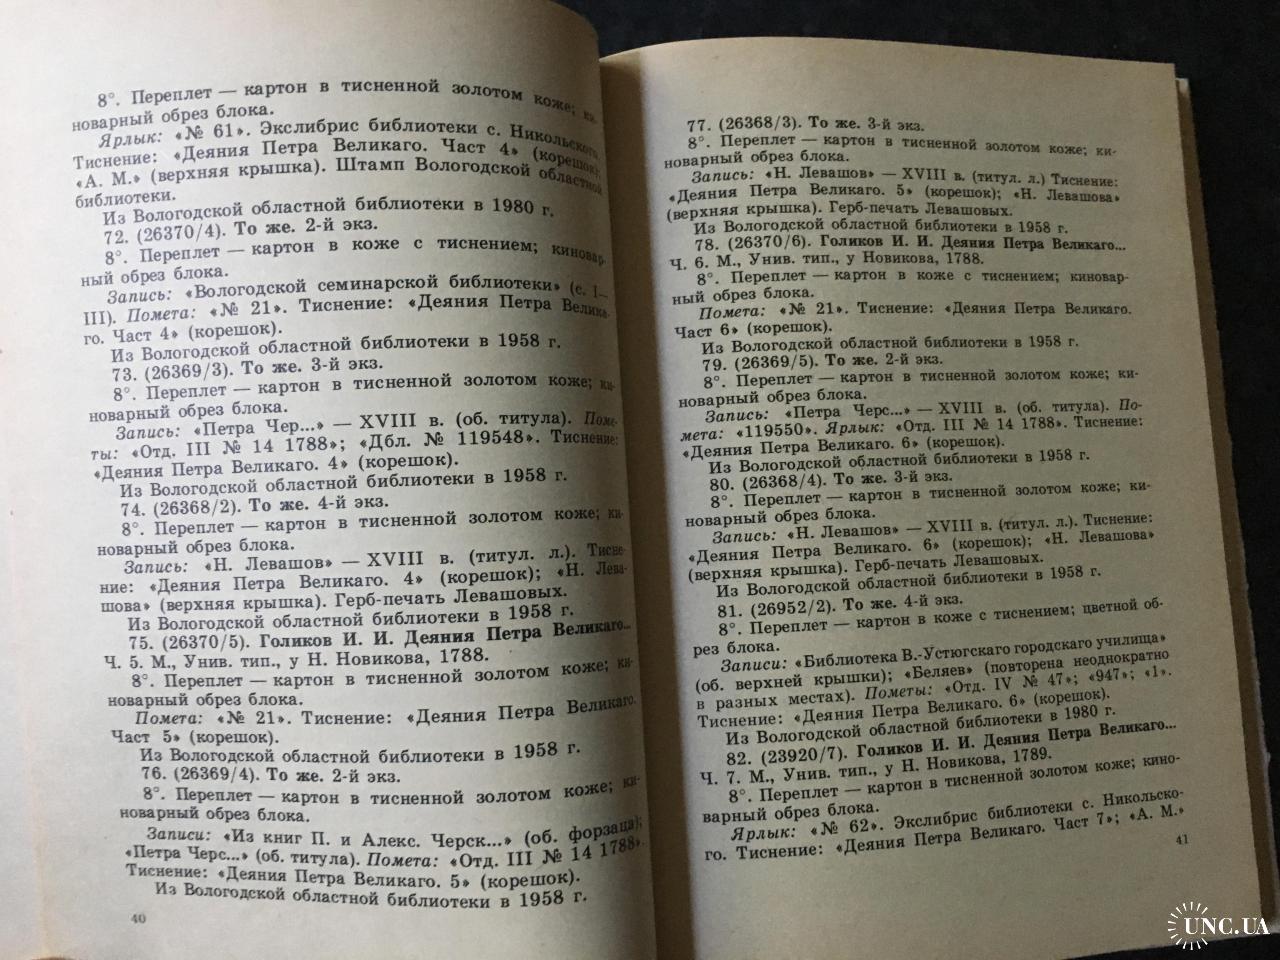 8°. Переплет — картон в тисненной золотом коже; ки-
новарный обрез блока.
Ярлык: «№ 61». Экслибрис библиотеки с. Никольского.
Тиснение: «Деяния Петра Великаго. Част 4» (корешок);
«А. М.» (верхняя крышка). Штамп Вологодской областной
библиотеки.
Из Вологодской областной библиотеки в 1980 г.
72. (26370/4). То же. 2-й экз.
8°. Переплет — картон в коже с тиснением; киновар-
ный обрез блока.
Запись: «Вологодской семинарской библиотеки» (с. I—
III). Помета: «№ 21». Тиснение: «Деяния Петра Велика-
го. Част 4» (корешок).
Из Вологодской областной библиотеки в 1958 г.
73. (26369/3). То же. 3-й экз.
8°. Переплет — картон в тисненной золотом коже; ки-
новарный обрез блока.
Запись: «Петра Чер...» — XVIII в. (об. титула). Поме-
ты: «Отд. III № 14 1788»; «Дбл. № 119548». Тиснение:
«Деяния Петра Великаго. 4» (корешок).
Из Вологодской областной библиотеки в 1958 г.
74. (26368/2). То же. 4-й экз.
8°. Переплет — картон в тисненной золотом коже; ки-
новарный обрез блока.
Запись: «Н. Левашов» — XVIII в. (титул. л.). Тисне-
ние: «Деяния Петра Великаго. 4» (корешок); «Н. Лева-
шова» (верхняя крышка). Герб-печать Левашовых.
Из Вологодской областной библиотеки в 1958 г.
75. (26370/5). Голиков И. И. Деяния Петра Великаго...
Ч. 5. М., Унив. тип., у Н. Новикова, 1788.
8°. Переплет — картон в тисненной золотом коже; ки-
новарный обрез блока.
Помета: «№ 21». Тиснение: «Деяния Петра Великаго.
Част 5» (корешок).
Из Вологодской областной библиотеки в 1958 г.
76. (26369/4). То же. 2-й экз.
8°. Переплет — картон в тисненной золотом коже; ки-
новарный обрез блока.
Записи: «Из книг П. и Алекс. Черск...» (об. форзаца);
«Петра Черс...» (об. титула). Помета: «Отд. III № 14 1788».
Тиснение: «Деяния Петра Великаго. 5» (корешок).
Из Вологодской областной библиотеки в 1958 г.
40
77. (26368/3). То же. 3-й экз.
8°. Переплет — картон в тисненной золотом коже; ки-
новарный обрез блока.
Запись: «Н. Левашов» — XVIII в. (титул. л.) Тиснение:
«Деяния Петра Великаго. 5» (корешок); «Н. Левашова»
(верхняя крышка). Герб-печать Левашовых.
Из Вологодской областной библиотеки в 1958 г.
78. (26370/6). Голиков И. И. Деяния Петра Великаго...
Ч. 6. М., Унив. тип., у Новикова, 1788.
8°. Переплет — картон в коже с тиснением; киновар-
ный обрез блока.
Помета: «№ 21». Тиснение: «Деяния Петра Великаго.
Част 6» (корешок).
Из Вологодской областной библиотеки в 1958 г.
79. (26369/5). То же. 2-й экз.
8°. Переплет — картон в тисненной золотом коже; ки-
новарный обрез блока.
Запись: «Петра Черс...» — XVIII в. (об. титула). По-
мета: «119550». Ярлык: «Отд. III № 14 1788». Тиснение:
«Деяния Петра Великаго. 6» (корешок).
Из Вологодской областной библиотеки в 1958 г.
80. (26368/4). То же. 3-й экз.
8°. Переплет — картон в тисненной золотом коже; ки-
новарный обрез блока.
Запись: «Н. Левашов» — XVIII в. (титул. л.). Тиснение:
«Деяния Петра Великаго. 6» (корешок); «Н. Левашова»
(верхняя крышка). Герб-печать Левашовых.
Из Вологодской областной библиотеки в 1958 г.
81. (26952/2). То же. 4-й экз.
8°. Переплет — картон в коже с тиснением; цветной об-
рез блока.
Записи: «Библиотека В.-Устюгскаго городскаго училища»
(об. верхней крышки); «Беляев» (повторена неоднократно
в разных местах). Пометы: «Отд. IV № 47»; «947»; «1».
Тиснение: «Деяния Петра Великаго. 6» (корешок).
Из Вологодской областной библиотеки в 1980 г.
82. (23920/7). Голиков И. И. Деяния Петра Великаго...
Ч. 7. М., Унив. тип., у Н. Новикова, 1789.
8°. Переплет — картон в тисненной золотом коже; кино-
варный обрез блока.
Ярлык: «№ 62». Экслибрис библиотеки с. Никольско-
го. Тиснение: «Деяния Петра Великаго. Част 7»; «А. М.»
41
UNC.UA